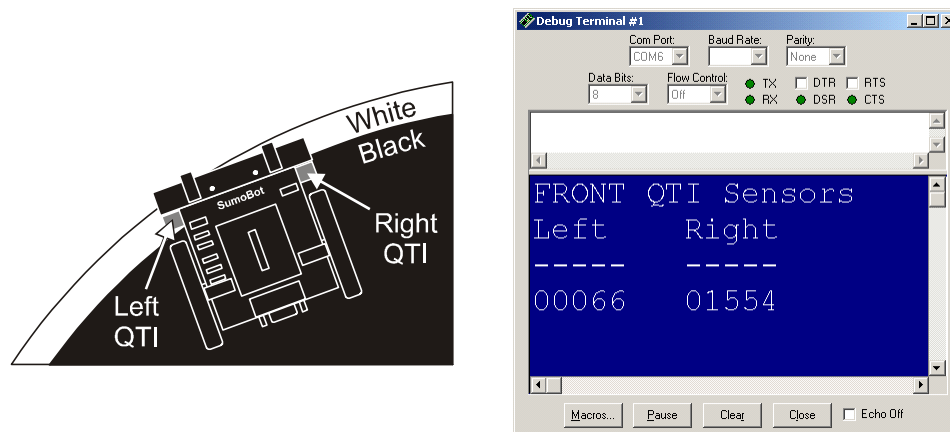 White
Black
SumoBot
Right
QTI
Left
QTI
Debug Terminal #1
Com Port: Baud Rate: Parity:
COM6 None
Data Bits: Flow Control: TX DTR RTS
8 Off RX DSR CTS
FRONT QTI Sensors
Left Right
----- -----
00066 01554
Macros... Pause Clear Close Echo Off